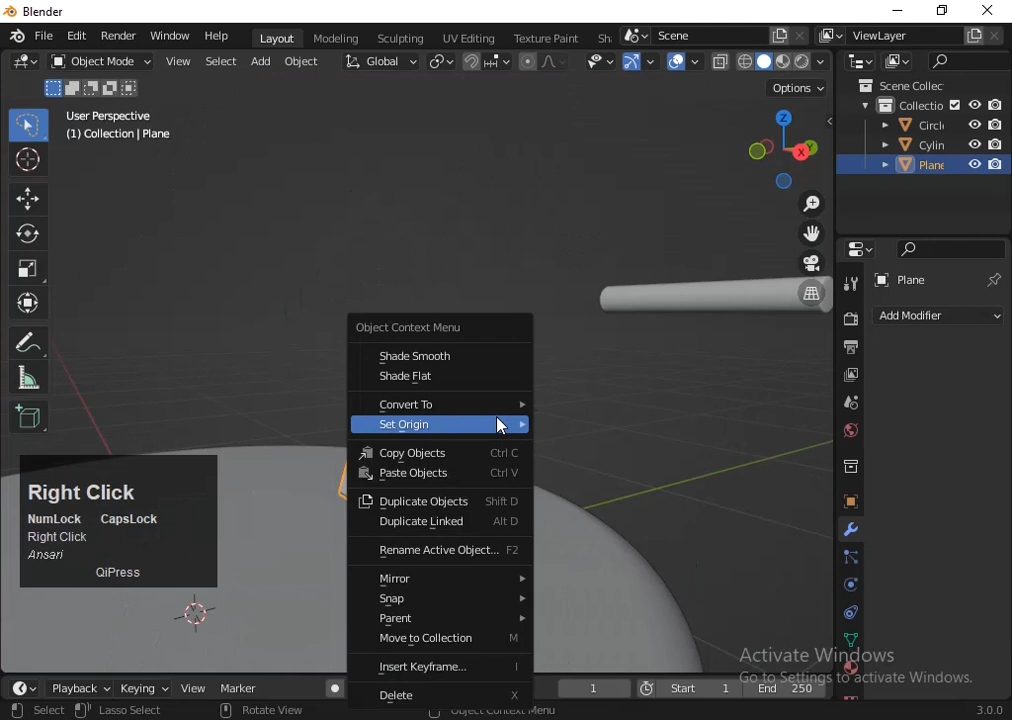 Blender
File Edit Render Window Help Layout Modeling Sculpting UV Editing Texture Paint Sh Scene ViewLayer
Object Mode View Select Add Object Global
Options
User Perspective
(1) Collection | Plane
Z
X
Y
Scene Collec
Collectio
Circl
Cylin
Plane
Plane
Add Modifier
Object Context Menu
Shade Smooth
Shade Flat
Convert To
Set Origin
Copy Objects Ctrl C
Paste Objects Ctrl V
Duplicate Objects Shift D
Duplicate Linked Alt D
Rename Active Object... F2
Mirror
Snap
Parent
Move to Collection M
Insert Keyframe... I
Delete X
Right Click
NumLock CapsLock
Right Click
Ansari
QiPress
Activate Windows
Go to Settings to activate Windows.
Playback Keying View Marker 1 Start 1 End 250
Select Lasso Select Rotate View Object Context Menu 3.0.0